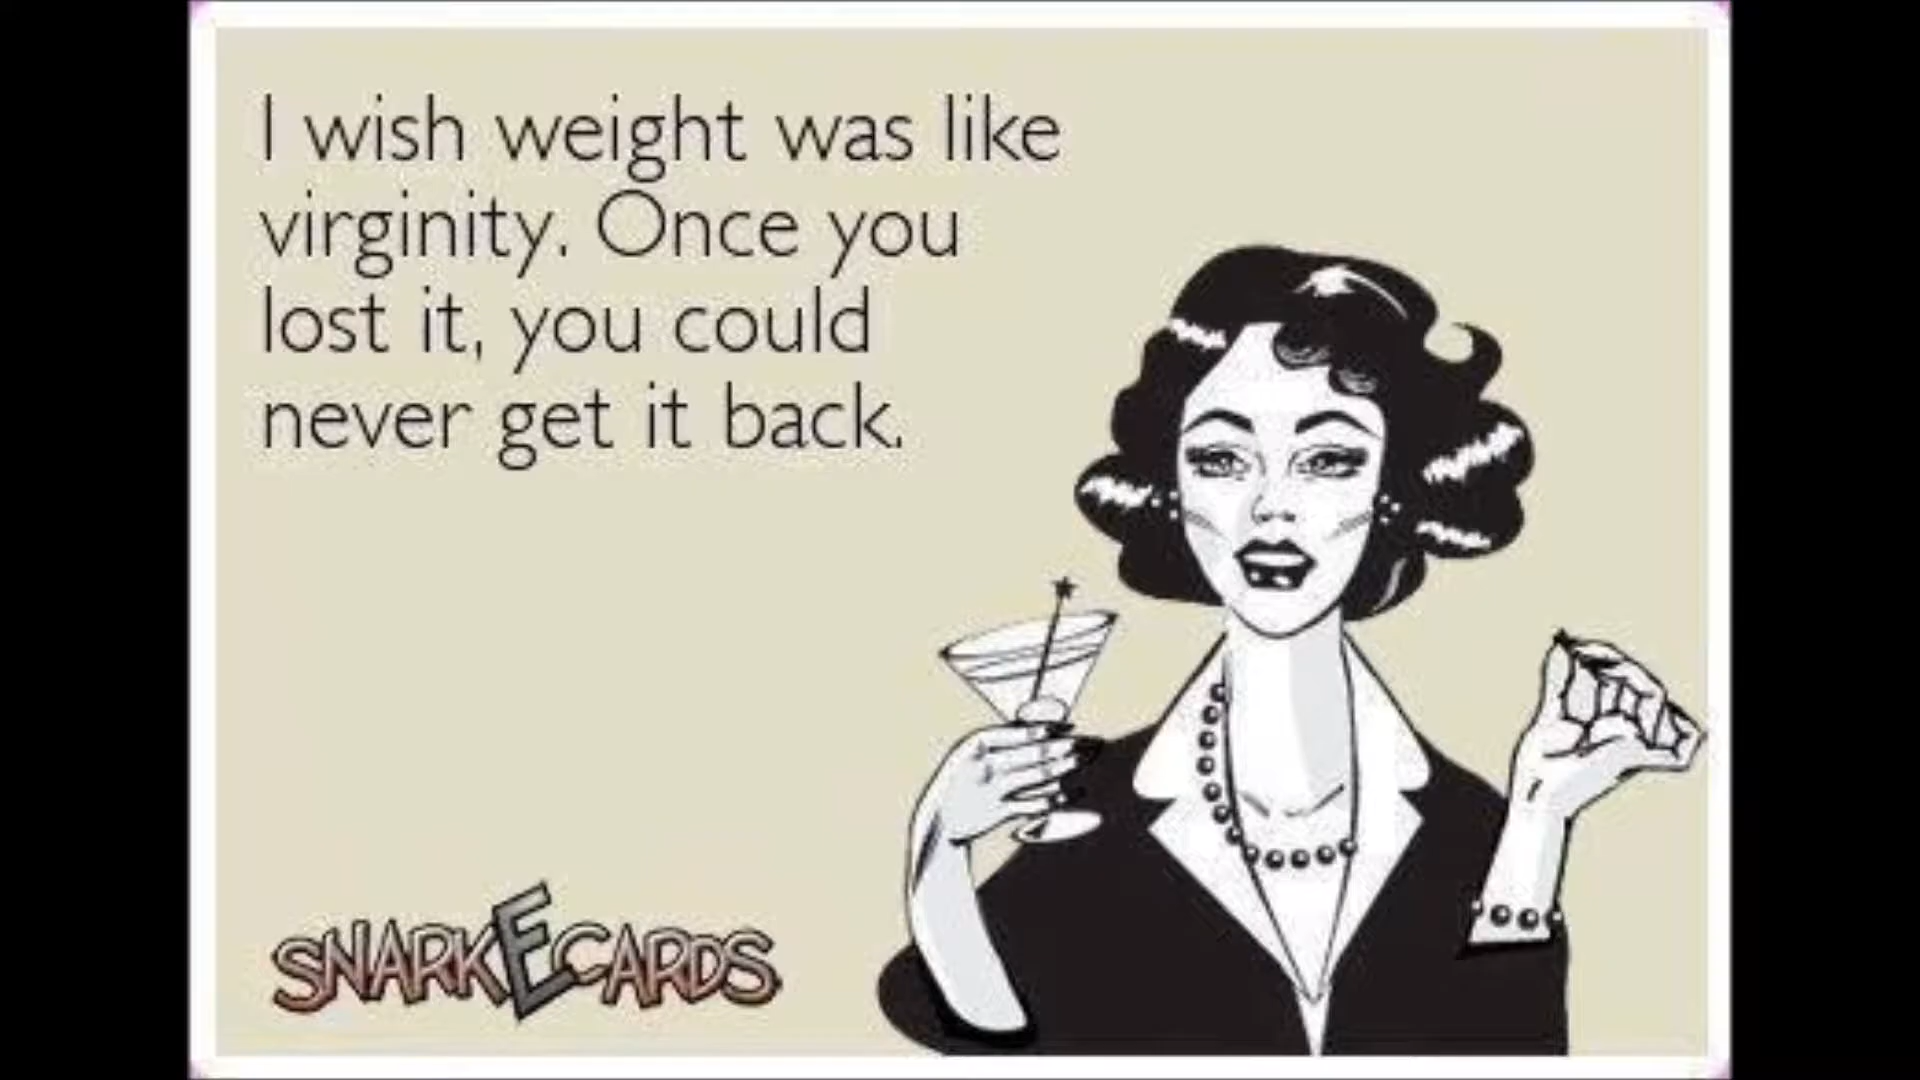 I wish weight was like
virginity. Once you
lost it, you could
never get it back.
SNARKECARDS